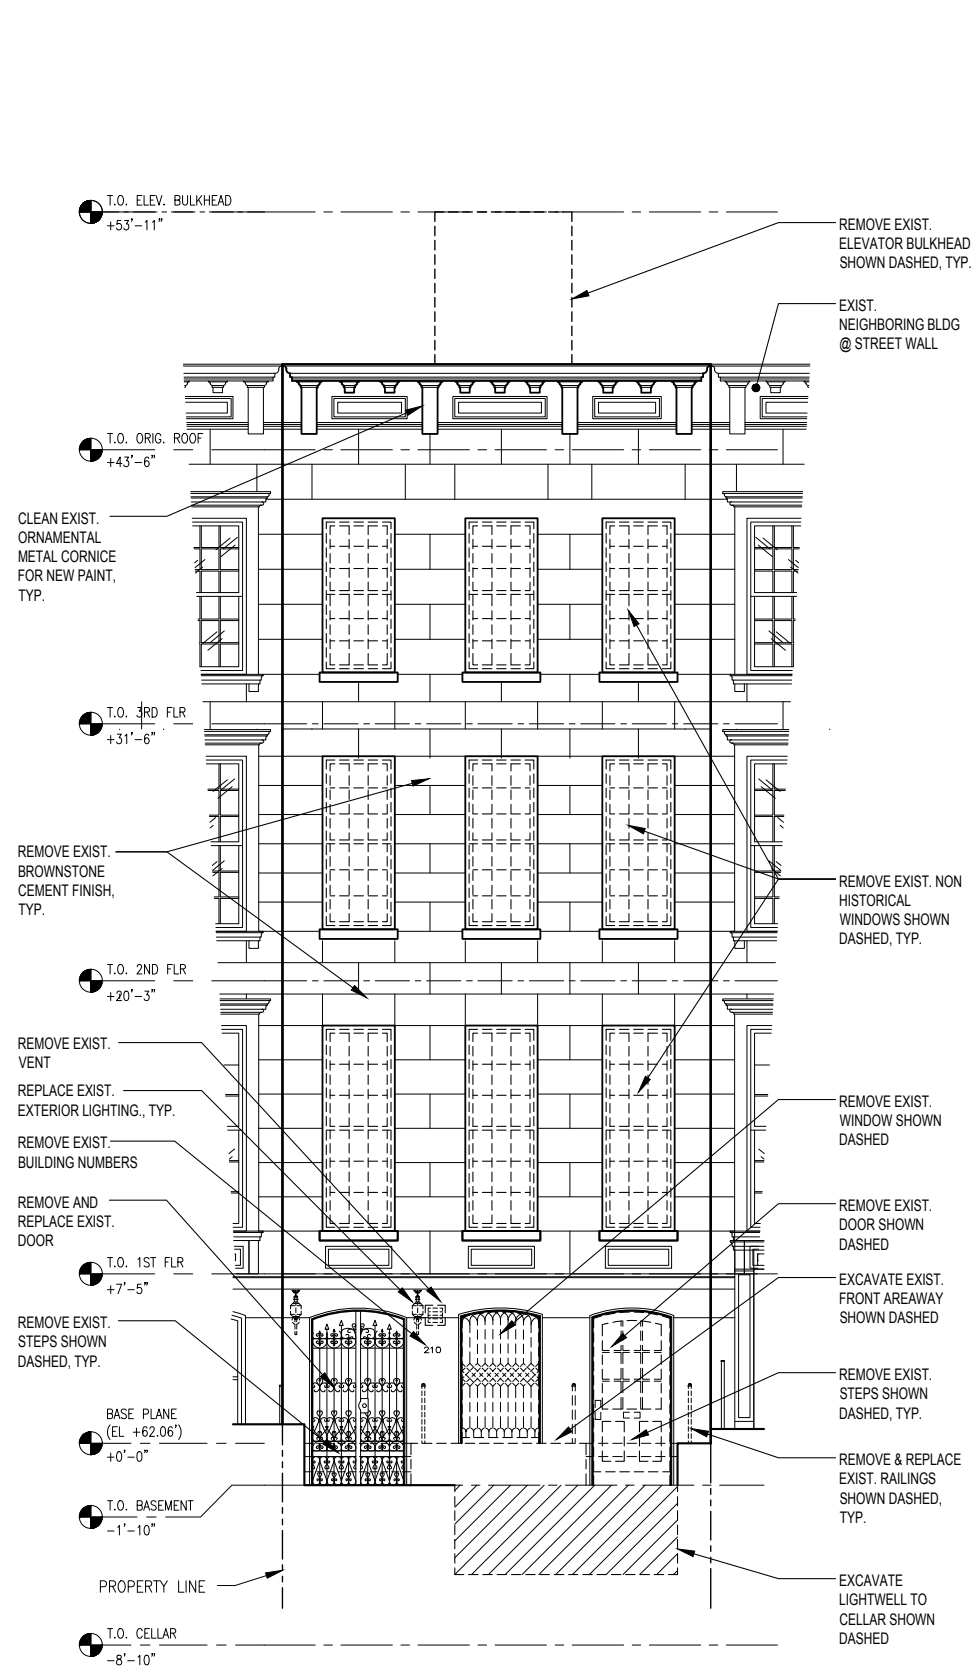 T.O. ELEV. BULKHEAD
+53'-11"
REMOVE EXIST.
ELEVATOR BULKHEAD
SHOWN DASHED, TYP.
EXIST.
NEIGHBORING BLDG
@ STREET WALL
T.O. ORIG. ROOF
+43'-6"
CLEAN EXIST.
ORNAMENTAL
METAL CORNICE
FOR NEW PAINT,
TYP.
T.O. 3RD FLR
+31'-6"
REMOVE EXIST.
BROWNSTONE
CEMENT FINISH,
TYP.
REMOVE EXIST. NON
HISTORICAL
WINDOWS SHOWN
DASHED, TYP.
T.O. 2ND FLR
+20'-3"
REMOVE EXIST.
VENT
REPLACE EXIST.
EXTERIOR LIGHTING., TYP.
REMOVE EXIST.
BUILDING NUMBERS
REMOVE AND
REPLACE EXIST.
DOOR
REMOVE EXIST.
WINDOW SHOWN
DASHED
REMOVE EXIST.
DOOR SHOWN
DASHED
T.O. 1ST FLR
+7'-5"
EXCAVATE EXIST.
FRONT AREAWAY
SHOWN DASHED
REMOVE EXIST.
STEPS SHOWN
DASHED, TYP.
210
REMOVE EXIST.
STEPS SHOWN
DASHED, TYP.
BASE PLANE
(EL +62.06')
+0'-0"
REMOVE & REPLACE
EXIST. RAILINGS
SHOWN DASHED,
TYP.
T.O. BASEMENT
-1'-10"
PROPERTY LINE
EXCAVATE
LIGHTWELL TO
CELLAR SHOWN
DASHED
T.O. CELLAR
-8'-10"